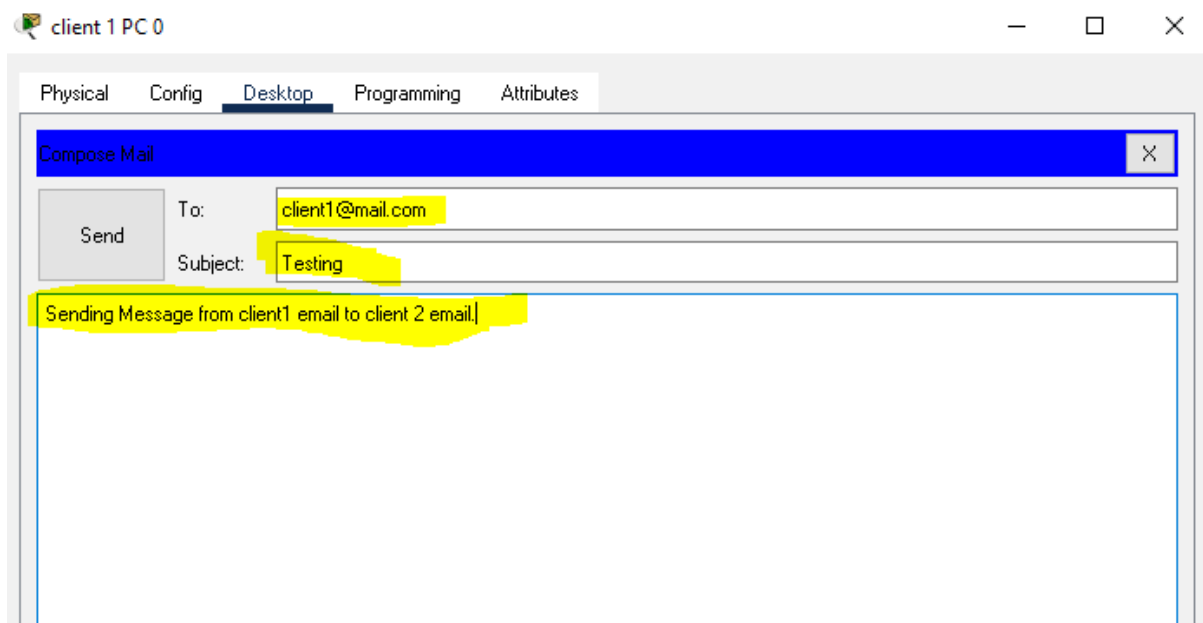 client 1 PC 0
Physical Config Desktop Programming Attributes
Compose Mail X
Send
To: client1@mail.com
Subject: Testing
Sending Message from client1 email to client 2 email.